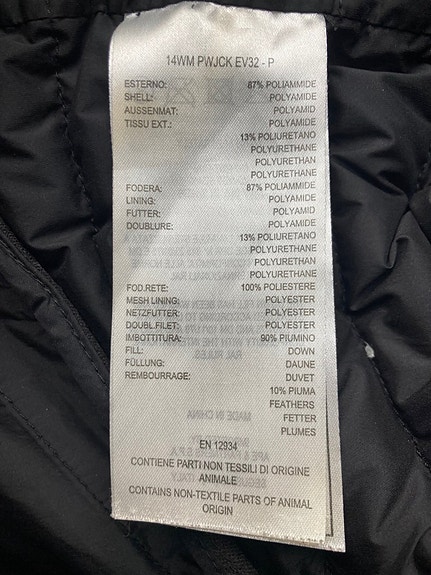 14WM PWJCK EV32 - P
ESTERNO: 87% POLIAMMIDE
SHELL: POLYAMIDE
AUSSENMAT: POLYAMID
TISSU EXT.: POLYAMIDE
13% POLIURETANO
POLYURETHANE
POLYURETHAN
POLYURETHANE
FODERA: 87% POLIAMMIDE
LINING: POLYAMIDE
FUTTER: POLYAMID
DOUBLURE: POLYAMIDE
13% POLIURETANO
POLYURETHANE
POLYURETHAN
POLYURETHANE
FOD.RETE: 100% POLIESTERE
MESH LINING: POLYESTER
NETZFUTTER: POLYESTER
DOUBL.FILET: POLYESTER
IMBOTTITURA: 90% PIUMINO
FILL: DOWN
FÜLLUNG: DAUNE
REMBOURRAGE: DUVET
10% PIUMA
FEATHERS
FETTER
PLUMES
EN 12934
CONTIENE PARTI NON TESSILI DI ORIGINE
ANIMALE
CONTAINS NON-TEXTILE PARTS OF ANIMAL
ORIGIN